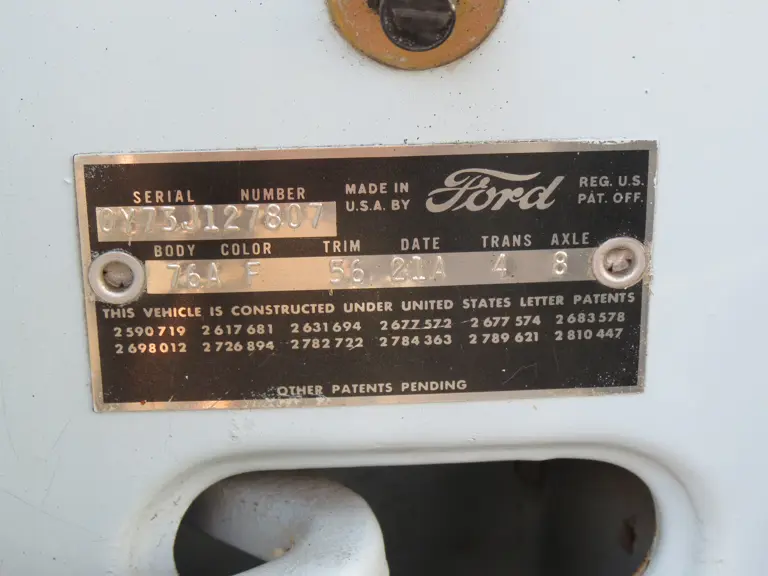 SERIAL NUMBER
MADE IN U.S.A. BY
Ford
REG. U.S. PAT. OFF.
0Y73J127807
BODY COLOR TRIM DATE TRANS AXLE
76A F 56 21A 4 8
THIS VEHICLE IS CONSTRUCTED UNDER UNITED STATES LETTER PATENTS
2590719 2617681 2631694 2677572 2677574 2683578
2698012 2726894 2782722 2784363 2789621 2810447
OTHER PATENTS PENDING